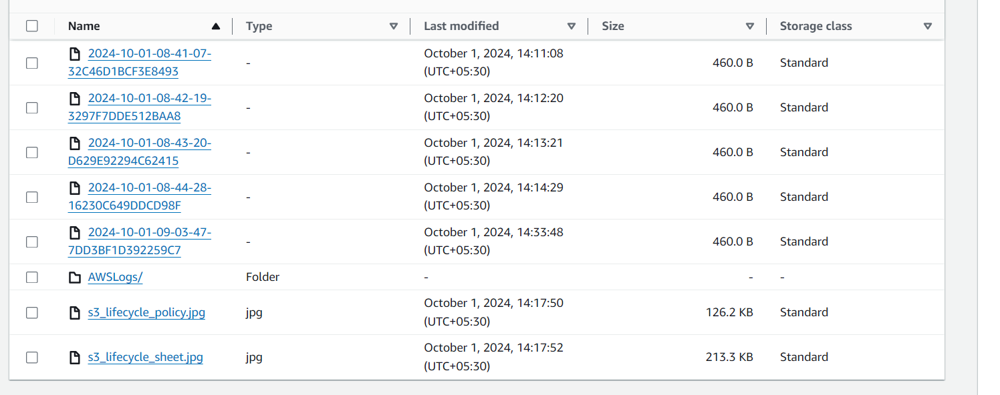 Name Type Last modified Size Storage class
2024-10-01-08-41-07- October 1, 2024, 14:11:08
- 460.0 B Standard
32C46D1BCF3E8493 (UTC+05:30)
2024-10-01-08-42-19- October 1, 2024, 14:12:20
- 460.0 B Standard
3297F7DDE512BAA8 (UTC+05:30)
2024-10-01-08-43-20- October 1, 2024, 14:13:21
- 460.0 B Standard
D629E92294C62415 (UTC+05:30)
2024-10-01-08-44-28- October 1, 2024, 14:14:29
- 460.0 B Standard
16230C649DDCD98F (UTC+05:30)
2024-10-01-09-03-47- October 1, 2024, 14:33:48
- 460.0 B Standard
7DD3BF1D392259C7 (UTC+05:30)
AWSLogs/ Folder - - -
October 1, 2024, 14:17:50
s3_lifecycle_policy.jpg jpg 126.2 KB Standard
(UTC+05:30)
October 1, 2024, 14:17:52
s3_lifecycle_sheet.jpg jpg 213.3 KB Standard
(UTC+05:30)